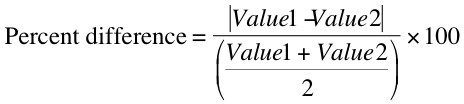 Percent difference = |Value1 -Value2| / ((Value1 + Value2) / 2) × 100